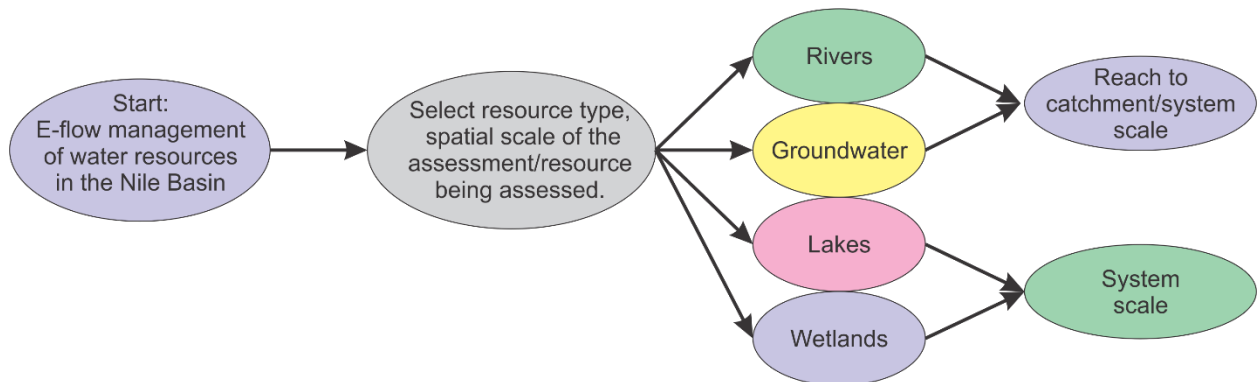 Start:
E-flow management
of water resources
in the Nile Basin
Select resource type,
spatial scale of the
assessment/resource
being assessed.
Rivers
Groundwater
Lakes
Wetlands
Reach to
catchment/system
scale
System
scale